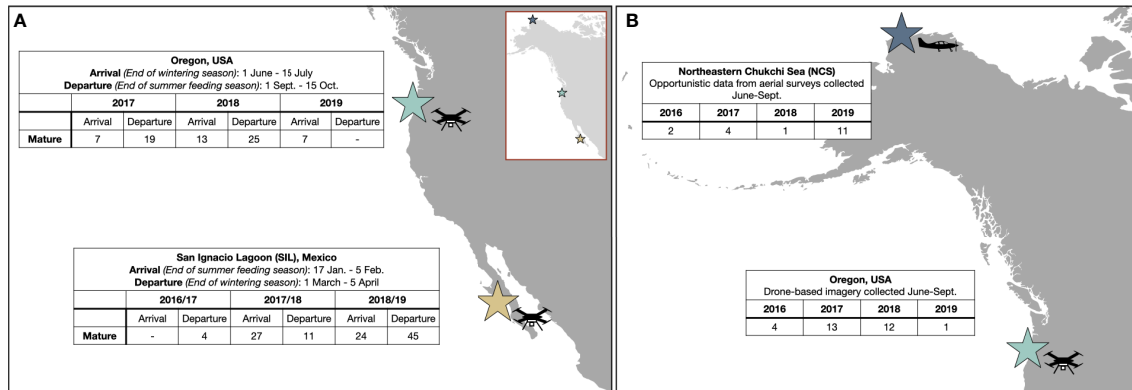 A
Oregon, USA
Arrival (End of wintering season): 1 June - 15 July
Departure (End of summer feeding season): 1 Sept. - 15 Oct.
2017 2018 2019
Arrival Departure Arrival Departure Arrival Departure
Mature 7 19 13 25 7 -
San Ignacio Lagoon (SIL), Mexico
Arrival (End of summer feeding season): 17 Jan. - 5 Feb.
Departure (End of wintering season): 1 March - 5 April
2016/17 2017/18 2018/19
Arrival Departure Arrival Departure Arrival Departure
Mature - 4 27 11 24 45
B
Northeastern Chukchi Sea (NCS)
Opportunistic data from aerial surveys collected
June-Sept.
2016 2017 2018 2019
2 4 1 11
Oregon, USA
Drone-based imagery collected June-Sept.
2016 2017 2018 2019
4 13 12 1